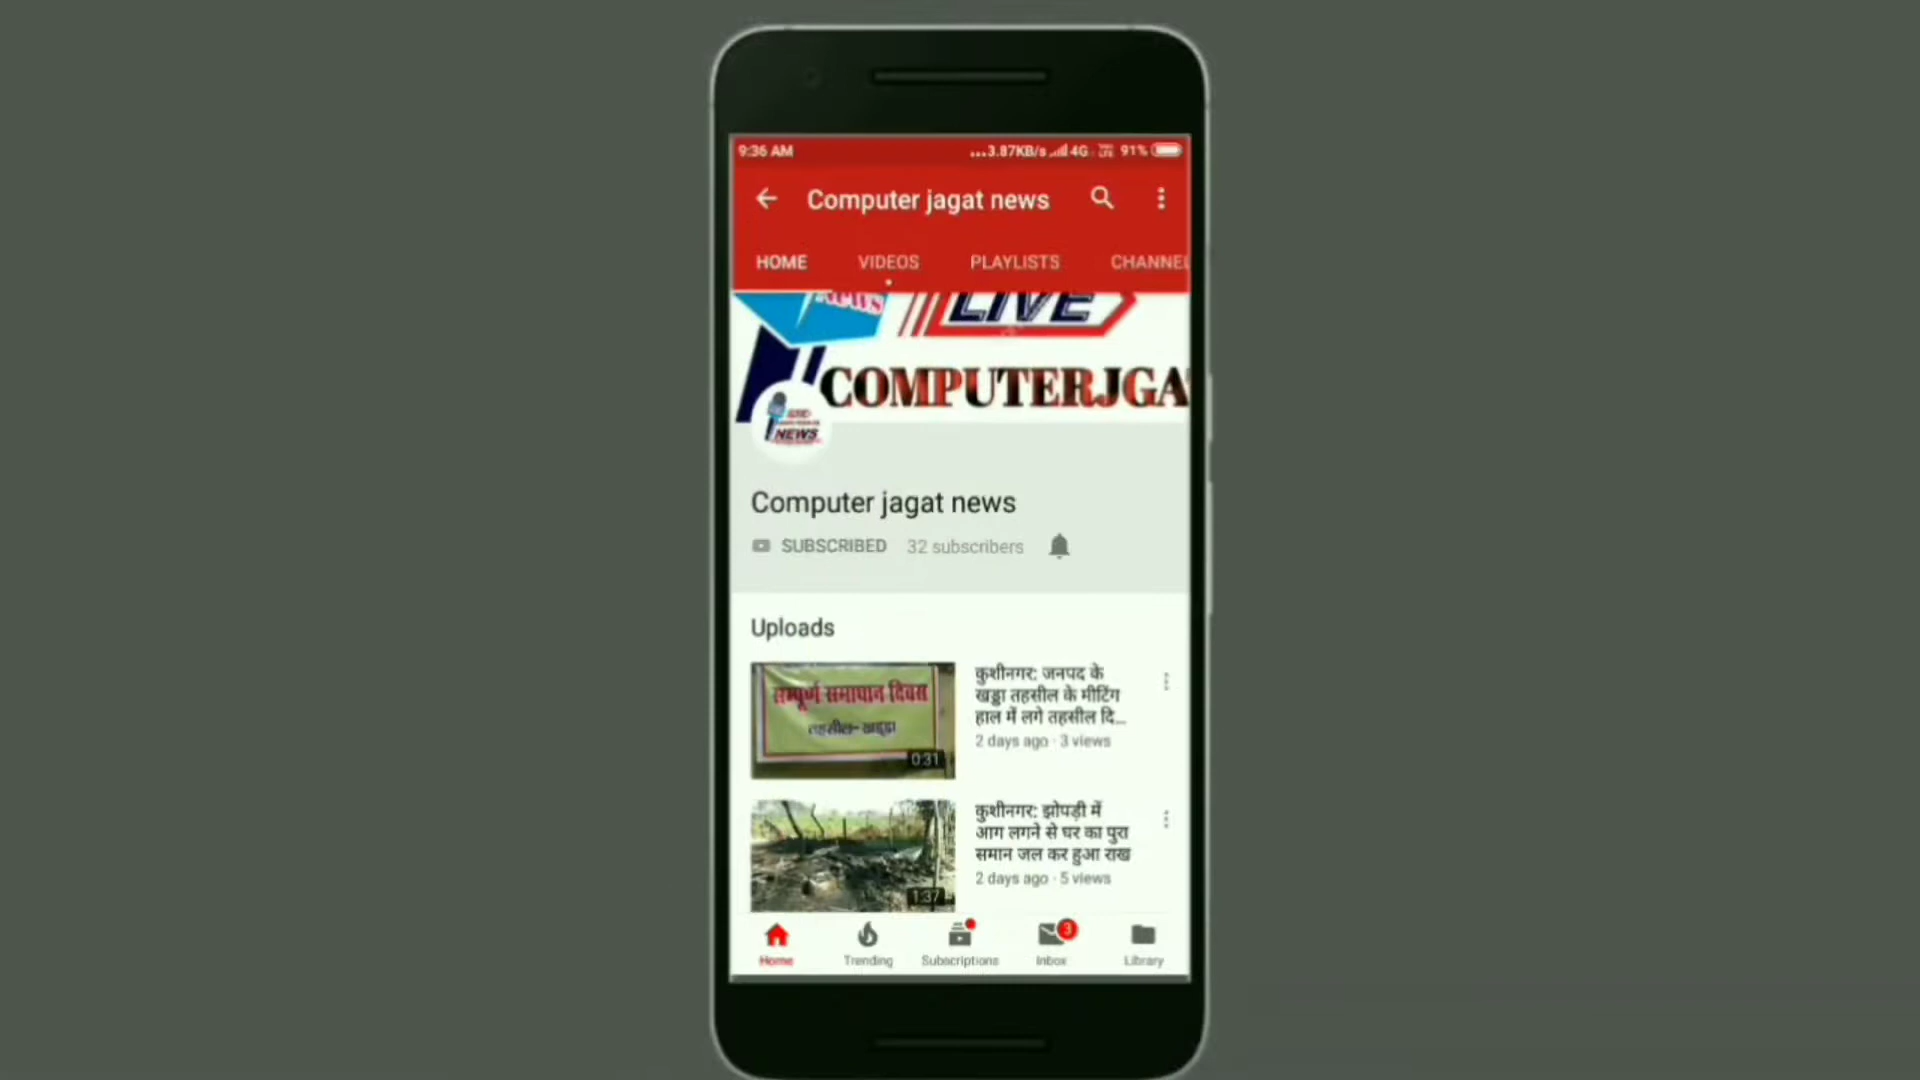 9:36 AM ...3.87KB/s 4G 91%
Computer jagat news
HOME VIDEOS PLAYLISTS CHANNEL
NEWS LIVE
COMPUTERJGA
NEWS
Computer jagat news
SUBSCRIBED 32 subscribers
Uploads
सम्पूर्ण समाधान दिवस
तहसील-खड्डा
0:31
कुशीनगर: जनपद के
खड्डा तहसील के मीटिंग
हाल में लगे तहसील दि...
2 days ago · 3 views
1:37
कुशीनगर: झोपड़ी में
आग लगने से घर का पुरा
समान जल कर हुआ राख
2 days ago · 5 views
3
Home Trending Subscriptions Inbox Library